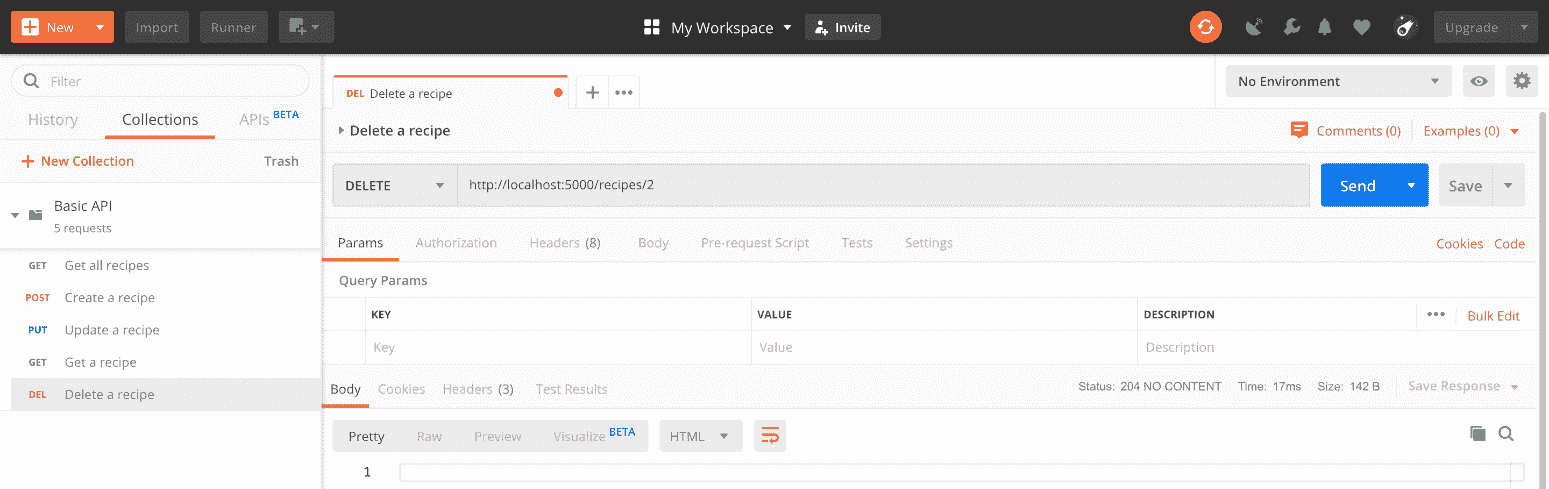 New Import Runner My Workspace Invite Upgrade
Filter
History Collections APIs BETA
New Collection Trash
Basic API
5 requests
GET Get all recipes
POST Create a recipe
PUT Update a recipe
GET Get a recipe
DEL Delete a recipe
DEL Delete a recipe
No Environment
Delete a recipe Comments (0) Examples (0)
DELETE http://localhost:5000/recipes/2 Send Save
Params Authorization Headers (8) Body Pre-request Script Tests Settings Cookies Code
Query Params
KEY VALUE DESCRIPTION Bulk Edit
Key Value Description
Body Cookies Headers (3) Test Results Status: 204 NO CONTENT Time: 17ms Size: 142 B Save Response
Pretty Raw Preview Visualize BETA HTML
1